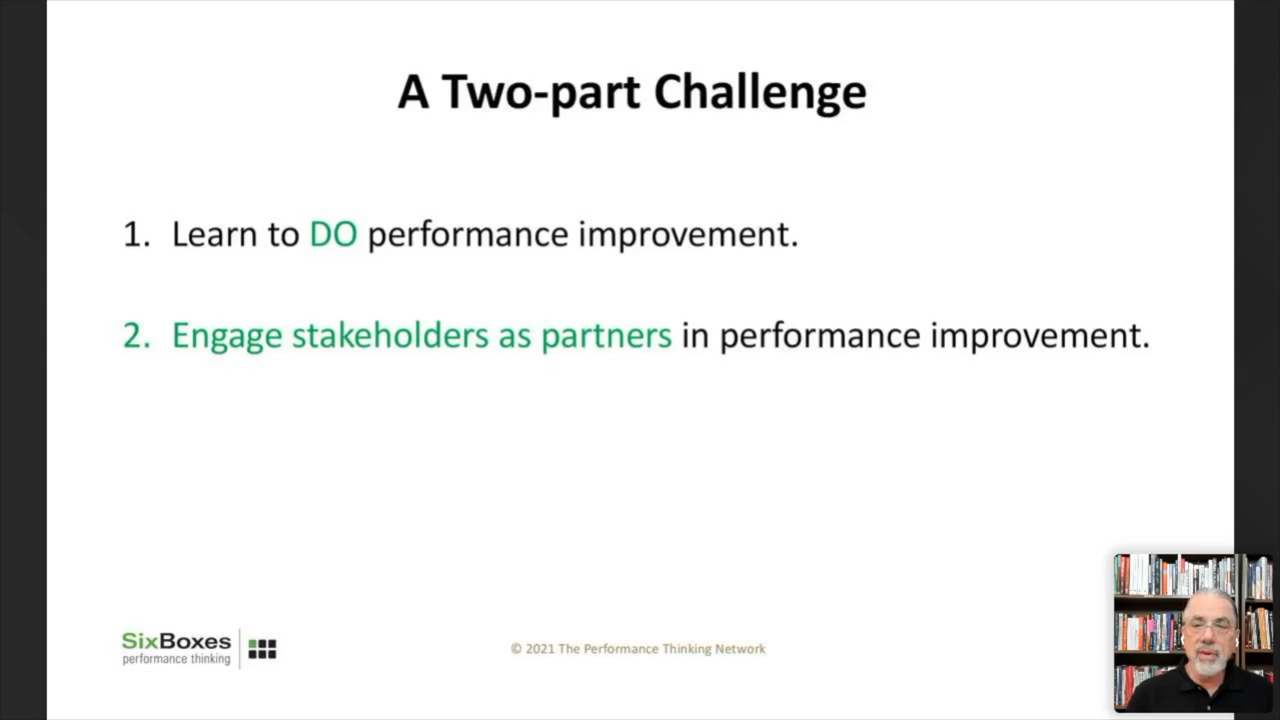 A Two-part Challenge
1. Learn to DO performance improvement.
2. Engage stakeholders as partners in performance improvement.
SixBoxes
performance thinking
© 2021 The Performance Thinking Network